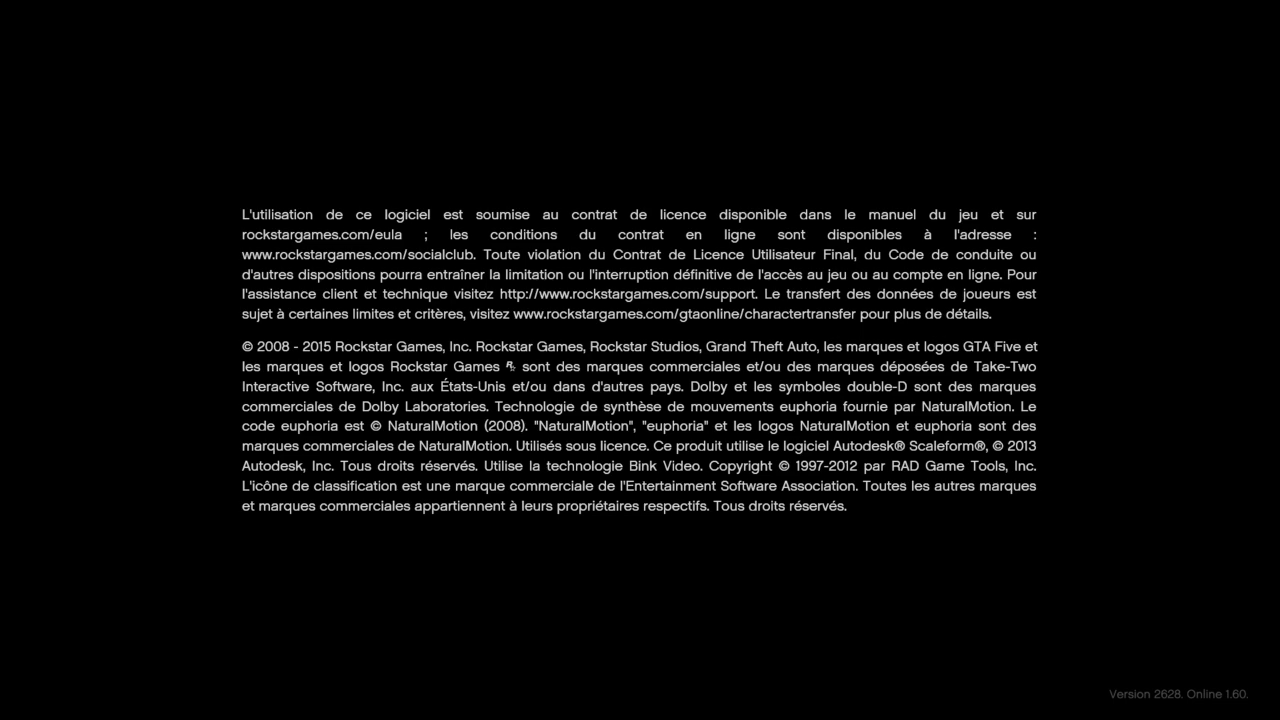 L'utilisation de ce logiciel est soumise au contrat de licence disponible dans le manuel du jeu et sur
rockstargames.com/eula ; les conditions du contrat en ligne sont disponibles à l'adresse :
www.rockstargames.com/socialclub. Toute violation du Contrat de Licence Utilisateur Final, du Code de conduite ou
d'autres dispositions pourra entraîner la limitation ou l'interruption définitive de l'accès au jeu ou au compte en ligne. Pour
l'assistance client et technique visitez http://www.rockstargames.com/support. Le transfert des données de joueurs est
sujet à certaines limites et critères, visitez www.rockstargames.com/gtaonline/charactertransfer pour plus de détails.
© 2008 - 2015 Rockstar Games, Inc. Rockstar Games, Rockstar Studios, Grand Theft Auto, les marques et logos GTA Five et
les marques et logos Rockstar Games R* sont des marques commerciales et/ou des marques déposées de Take-Two
Interactive Software, Inc. aux États-Unis et/ou dans d'autres pays. Dolby et les symboles double-D sont des marques
commerciales de Dolby Laboratories. Technologie de synthèse de mouvements euphoria fournie par NaturalMotion. Le
code euphoria est © NaturalMotion (2008). "NaturalMotion", "euphoria" et les logos NaturalMotion et euphoria sont des
marques commerciales de NaturalMotion. Utilisés sous licence. Ce produit utilise le logiciel Autodesk® Scaleform®, © 2013
Autodesk, Inc. Tous droits réservés. Utilise la technologie Bink Video. Copyright © 1997-2012 par RAD Game Tools, Inc.
L'icône de classification est une marque commerciale de l'Entertainment Software Association. Toutes les autres marques
et marques commerciales appartiennent à leurs propriétaires respectifs. Tous droits réservés.
Version 2628. Online 1.60.